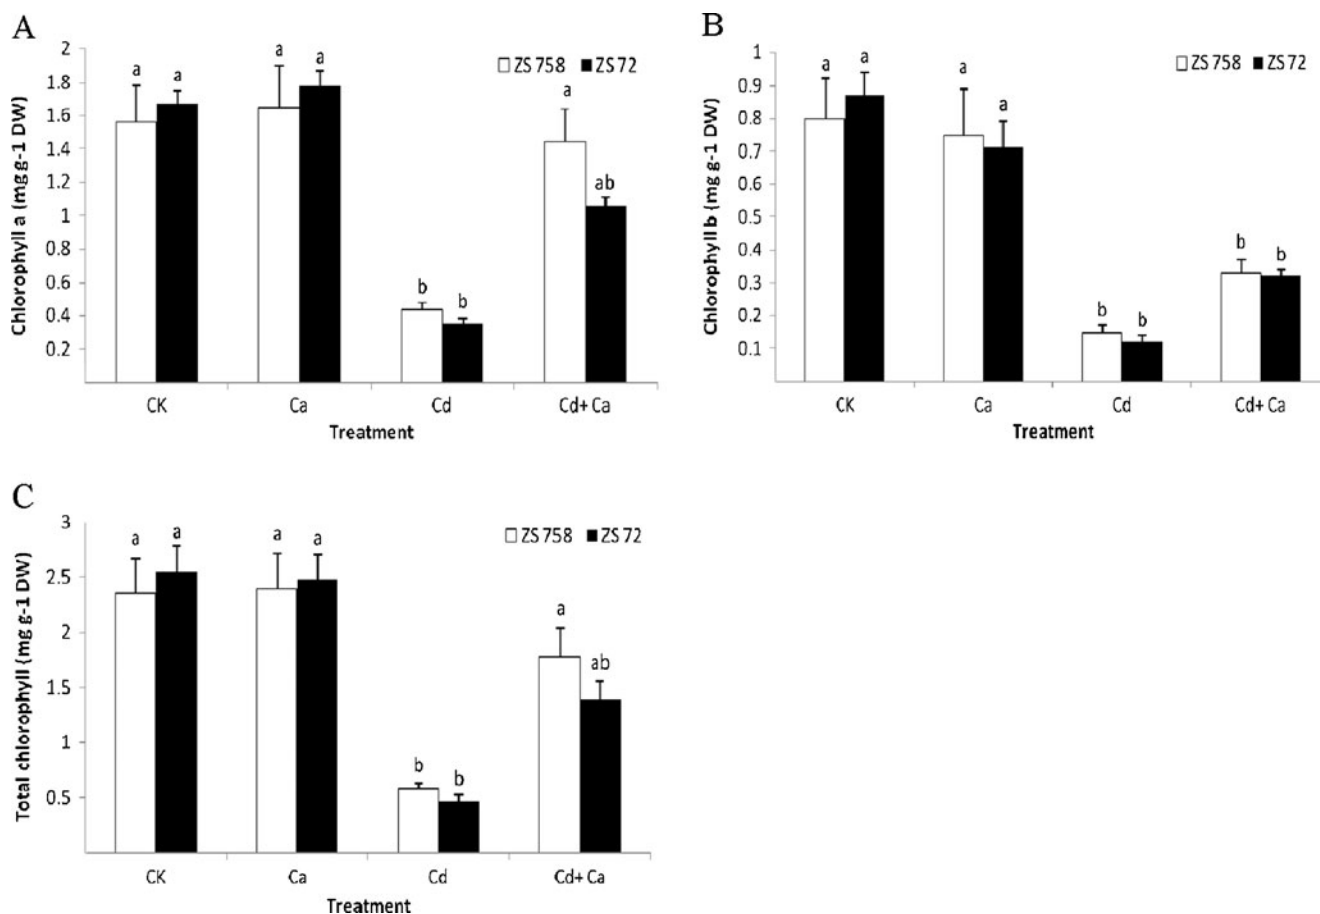 A
Chlorophyll a (mg g-1 DW)
2
1.8
1.6
1.4
1.2
1
0.8
0.6
0.4
0.2
ZS 758 ZS 72
a a a a b b a ab
CK Ca Cd Cd+ Ca
Treatment
B
Chlorophyll b (mg g-1 DW)
1
0.9
0.8
0.7
0.6
0.5
0.4
0.3
0.2
0.1
ZS 758 ZS 72
a a a a b b b b
CK Ca Cd Cd+ Ca
Treatment
C
Total chlorophyll (mg g-1 DW)
3
2.5
2
1.5
1
0.5
ZS 758 ZS 72
a a a a b b a ab
CK Ca Cd Cd+ Ca
Treatment